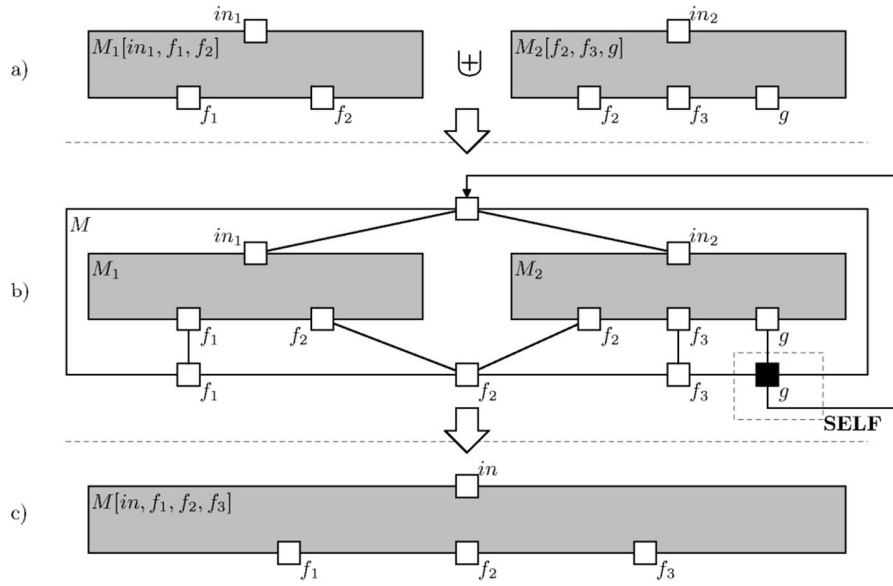 in₁ in₂
a) M₁[in₁, f₁, f₂] ⊎ M₂[f₂, f₃, g]
f₁ f₂ f₂ f₃ g
M
in₁ in₂
b) M₁ M₂
f₁ f₂ f₂ f₃ g
f₁ f₂ f₃ g
SELF
in
c) M[in, f₁, f₂, f₃]
f₁ f₂ f₃